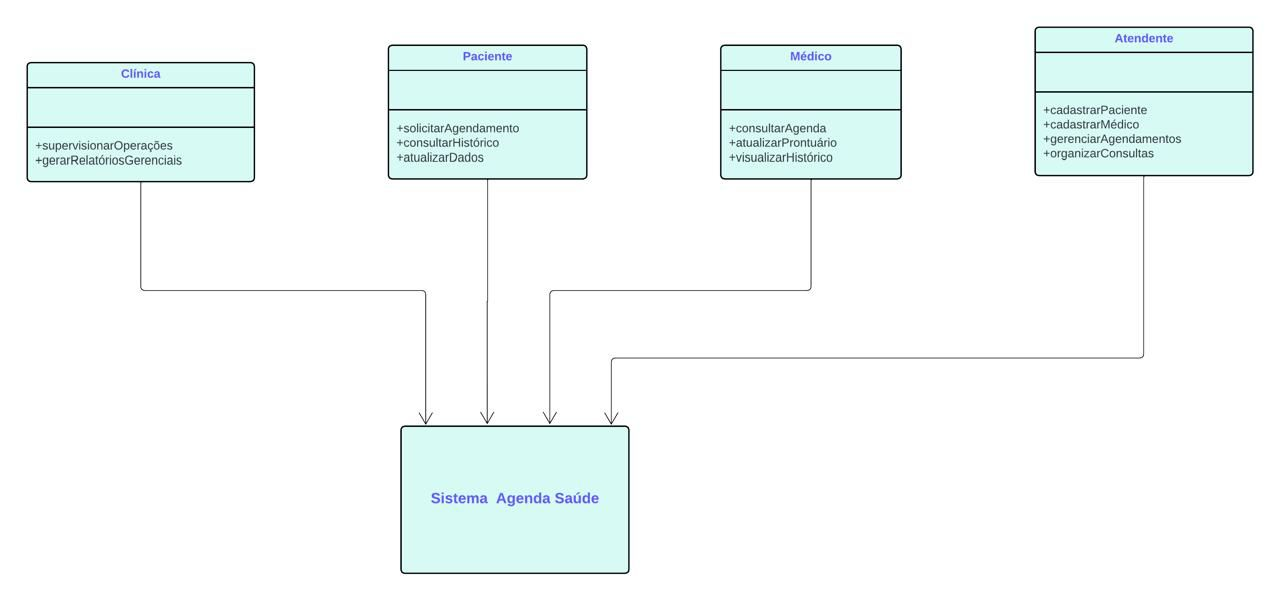 Clínica
+supervisionarOperações
+gerarRelatóriosGerenciais
Paciente
+solicitarAgendamento
+consultarHistórico
+atualizarDados
Médico
+consultarAgenda
+atualizarProntuário
+visualizarHistórico
Atendente
+cadastrarPaciente
+cadastrarMédico
+gerenciarAgendamentos
+organizarConsultas
Sistema  Agenda Saúde